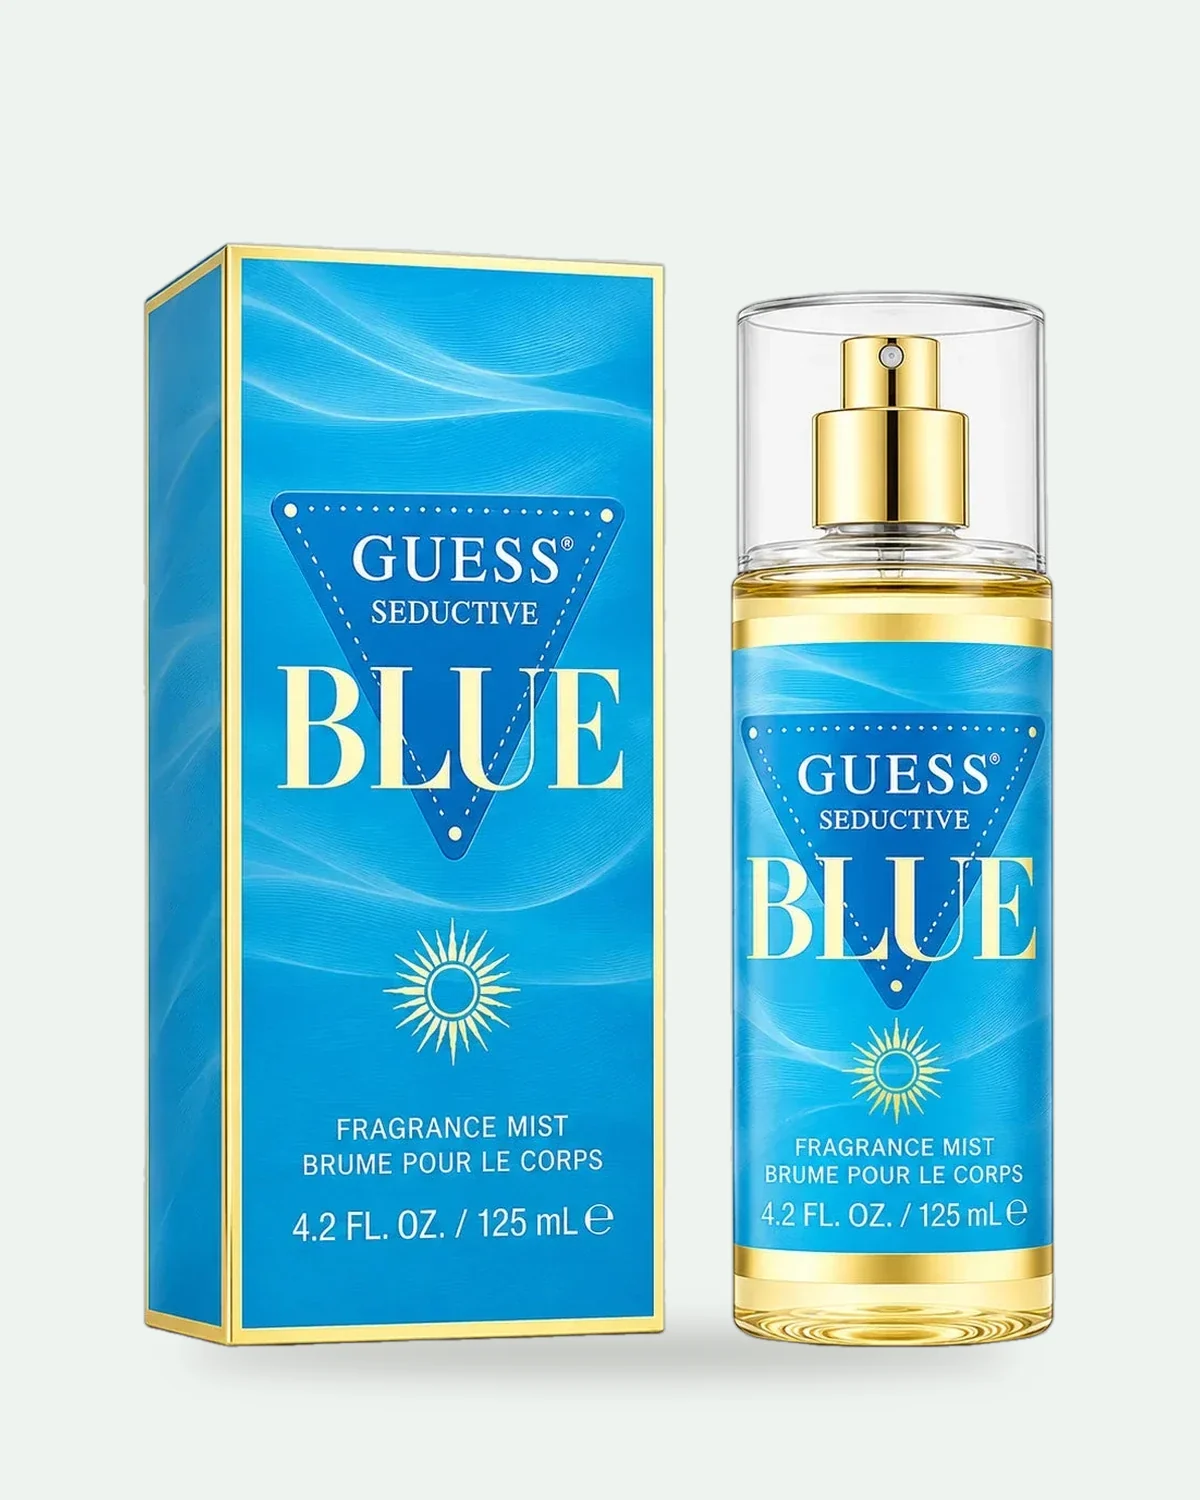 GUESS®
SEDUCTIVE
BLUE
FRAGRANCE MIST
BRUME POUR LE CORPS
4.2 FL. OZ. / 125 mL ℮
GUESS®
SEDUCTIVE
BLUE
FRAGRANCE MIST
BRUME POUR LE CORPS
4.2 FL. OZ. / 125 mL ℮